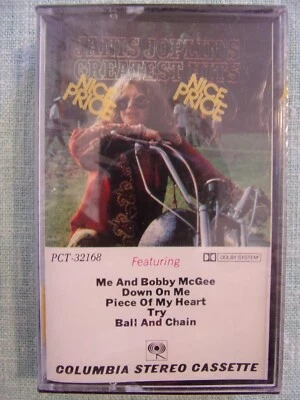 JANIS JOPLIN'S
GREATEST HITS
NICE
PRICE
NICE
PRICE
PCT-32168
Featuring
DOLBY SYSTEM
Me And Bobby McGee
Down On Me
Piece Of My Heart
Try
Ball And Chain
COLUMBIA STEREO CASSETTE